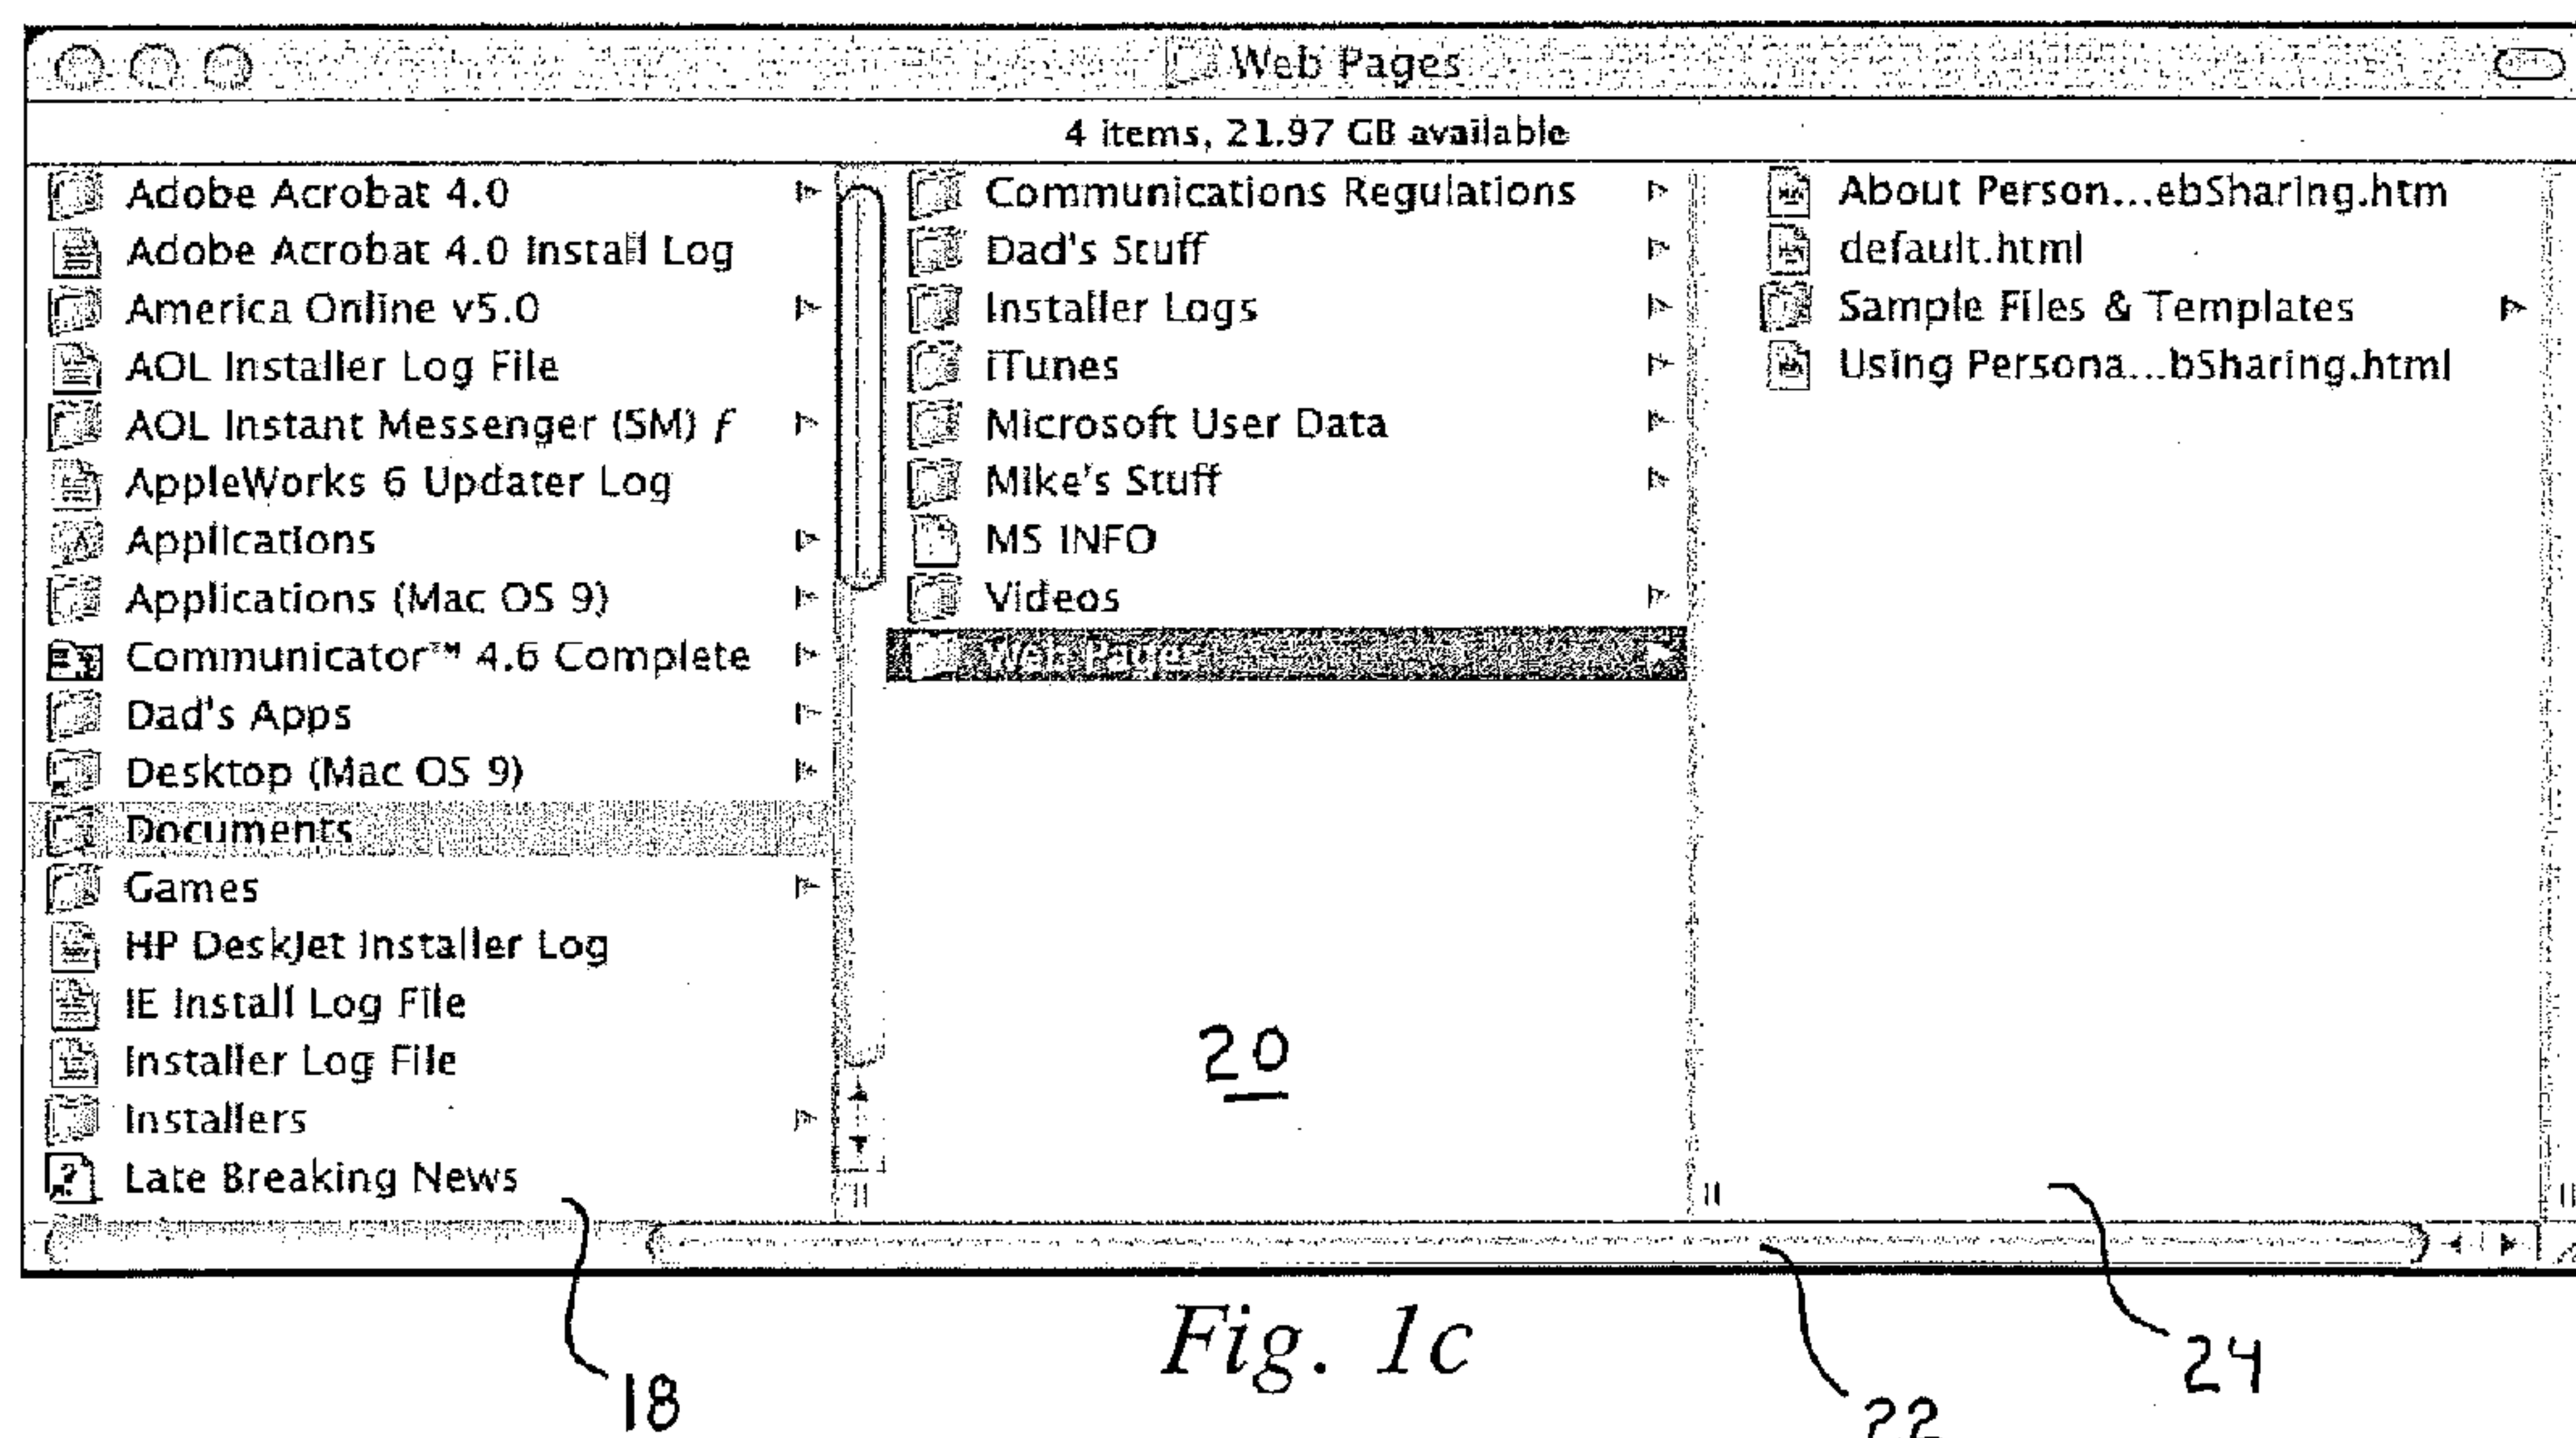 Web Pages
4 items, 21.97 GB available
Adobe Acrobat 4.0
Adobe Acrobat 4.0 Install Log
America Online v5.0
AOL Installer Log File
AOL Instant Messenger (SM) ƒ
AppleWorks 6 Updater Log
Applications
Applications (Mac OS 9)
Communicator™ 4.6 Complete
Dad's Apps
Desktop (Mac OS 9)
Documents
Games
HP DeskJet Installer Log
IE Install Log File
Installer Log File
Installers
Late Breaking News
Communications Regulations
Dad's Stuff
Installer Logs
iTunes
Microsoft User Data
Mike's Stuff
MS INFO
Videos
Web Pages
20
About Person...ebSharing.htm
default.html
Sample Files & Templates
Using Persona...bSharing.html
18
Fig. 1c
22
24